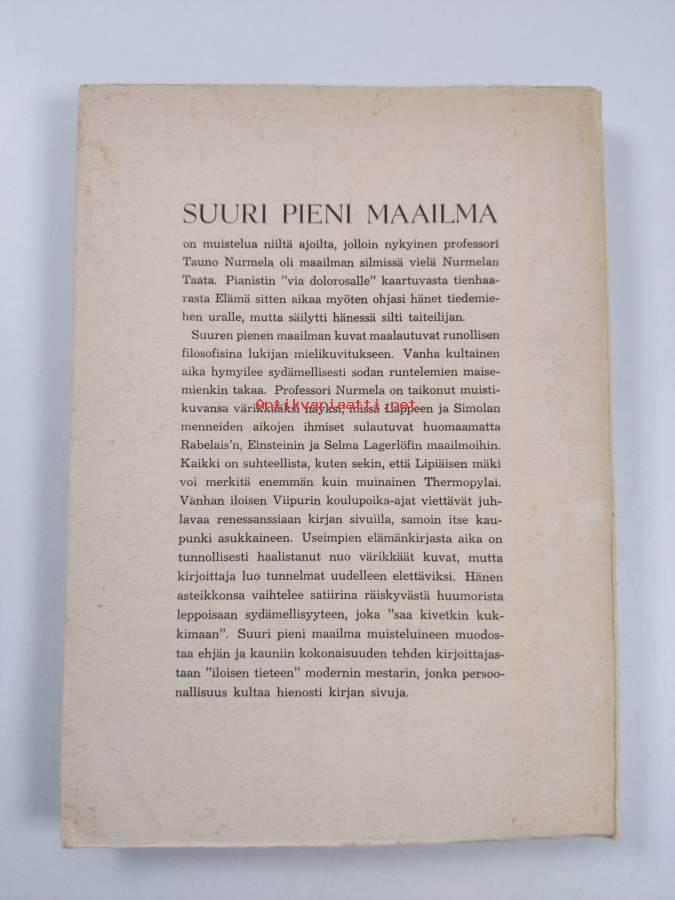 SUURI PIENI MAAILMA
on muistelua niiltä ajoilta, jolloin nykyinen professori
Tauno Nurmela oli maailman silmissä vielä Nurmelan
Taata. Pianistin ”via dolorosalle” kaartuvasta tienhaa-
rasta Elämä sitten aikaa myöten ohjasi hänet tiedemie-
hen uralle, mutta säilytti hänessä silti taiteilijan.
Suuren pienen maailman kuvat maalautuvat runollisen
filosofisina lukijan mielikuvitukseen. Vanha kultainen
aika hymyilee sydämellisesti sodan runtelemien maise-
mienkin takaa. Professori Nurmela on taikonut muisti-
kuvansa värikkääksi näyksi, missä Lappeen ja Simolan
Antikvariaatti.net
menneiden aikojen ihmiset sulautuvat huomaamatta
Rabelais’n, Einsteinin ja Selma Lagerlöfin maailmoihin.
Kaikki on suhteellista, kuten sekin, että Lipiäisen mäki
voi merkitä enemmän kuin muinainen Thermopylai.
Vanhan iloisen Viipurin koulupoika-ajat viettävät juh-
lavaa renessanssiaan kirjan sivuilla, samoin itse kau-
punki asukkaineen. Useimpien elämänkirjasta aika on
tunnollisesti haalistanut nuo värikkäät kuvat, mutta
kirjoittaja luo tunnelmat uudelleen elettäviksi. Hänen
asteikkonsa vaihtelee satiirina räiskyvästä huumorista
leppoisaan sydämellisyyteen, joka ”saa kivetkin kuk-
kimaan”. Suuri pieni maailma muisteluineen muodos-
taa ehjän ja kauniin kokonaisuuden tehden kirjoittajas-
taan ”iloisen tieteen” modernin mestarin, jonka persoo-
nallisuus kultaa hienosti kirjan sivuja.